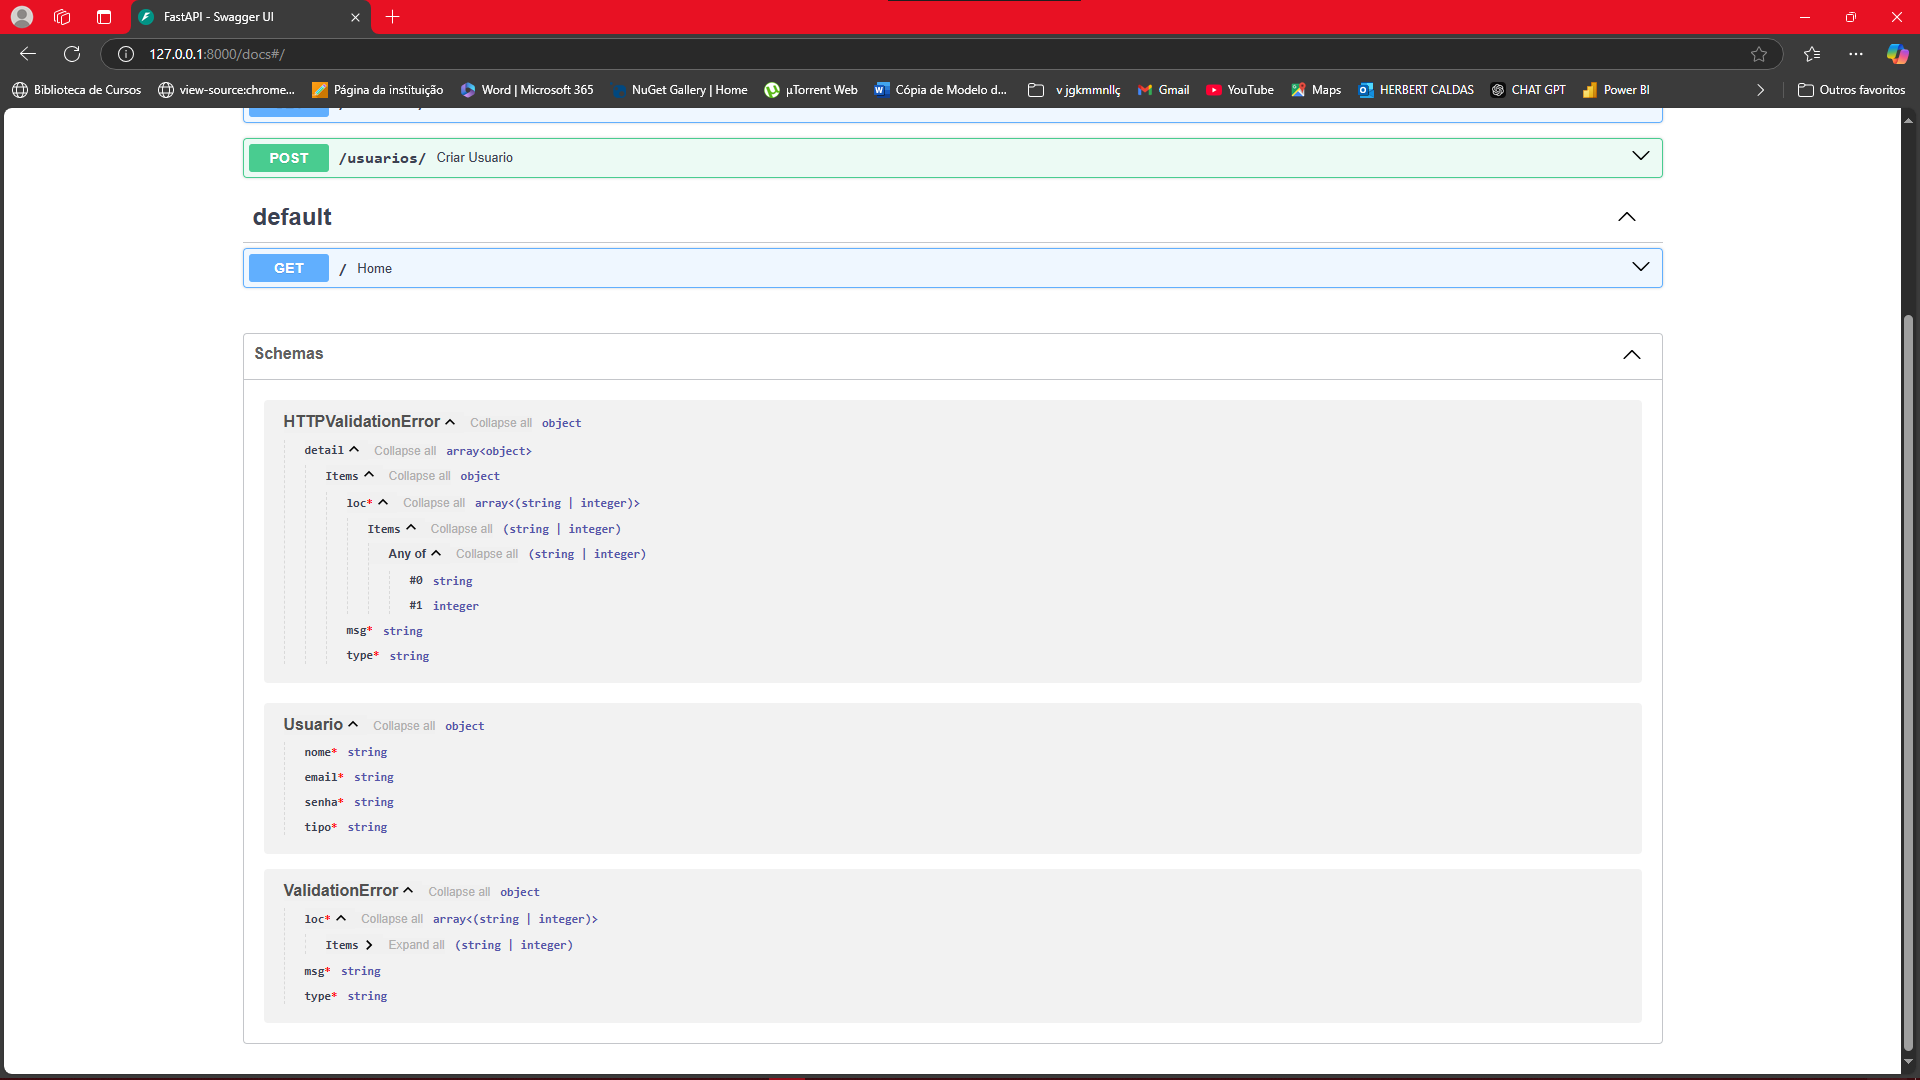 FastAPI - Swagger UI
127.0.0.1:8000/docs#/
Biblioteca de Cursos
view-source:chrome...
Página da instituição
Word | Microsoft 365
NuGet Gallery | Home
µTorrent Web
Cópia de Modelo d...
v jgkmmnllç
Gmail
YouTube
Maps
HERBERT CALDAS
CHAT GPT
Power BI
Outros favoritos
POST /usuarios/ Criar Usuario
default
GET / Home
Schemas
HTTPValidationError Collapse all object
detail Collapse all array<object>
Items Collapse all object
loc* Collapse all array<(string | integer)>
Items Collapse all (string | integer)
Any of Collapse all (string | integer)
#0 string
#1 integer
msg* string
type* string
Usuario Collapse all object
nome* string
email* string
senha* string
tipo* string
ValidationError Collapse all object
loc* Collapse all array<(string | integer)>
Items Expand all (string | integer)
msg* string
type* string